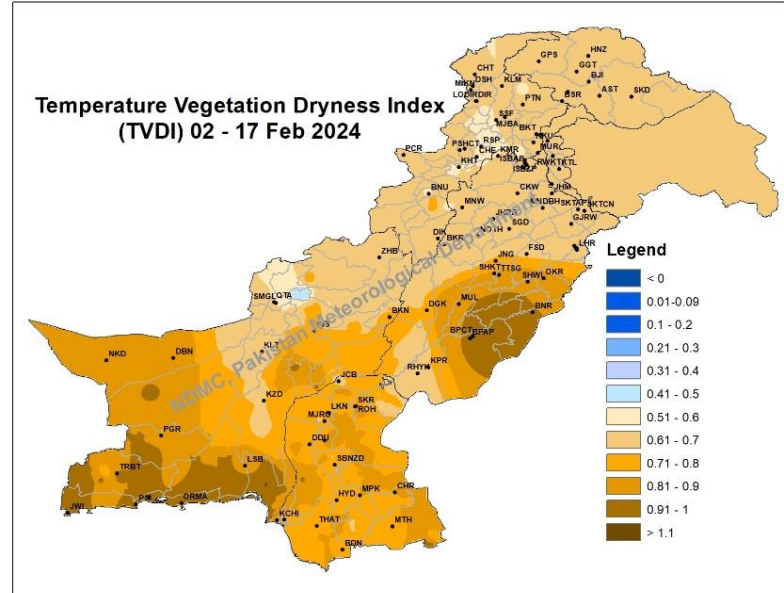 Temperature Vegetation Dryness Index
(TVDI) 02 - 17 Feb 2024
NDMC, Pakistan Meteorological Department
HNZ
GPS
GGT
CHT
BJI
DSH
KLM
AST
SKD
BSR
PTN
SSF
MJBA
BKT
RSP
MUR
PCR
CHE
KMR
KHT
BNU
CKW
JHM
MNW
SGD
GJRW
DIK
BKR
LHR
ZHB
FSD
JNG
OKR
SHKT
TTSG
SHWL
SMGL
QTA
DGK
MUL
BNR
BKN
BPCT
BPAP
NKD
DBN
KLT
KPR
RHYK
JCB
KZD
SKR
ROH
LKN
MJRO
PGR
DDU
LSB
SBNZD
TRBT
CHR
MPK
HYD
ORMA
JWI
KCHI
THAT
MTH
BDN
Legend
< 0
0.01-0.09
0.1 - 0.2
0.21 - 0.3
0.31 - 0.4
0.41 - 0.5
0.51 - 0.6
0.61 - 0.7
0.71 - 0.8
0.81 - 0.9
0.91 - 1
> 1.1